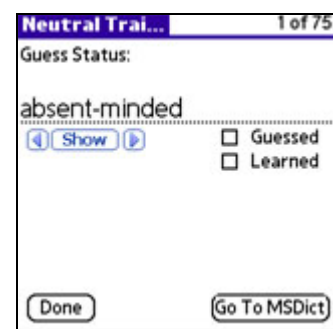 Neutral Trai... 1 of 75
Guess Status:
absent-minded
Show Guessed
Learned
Done Go To MSDict